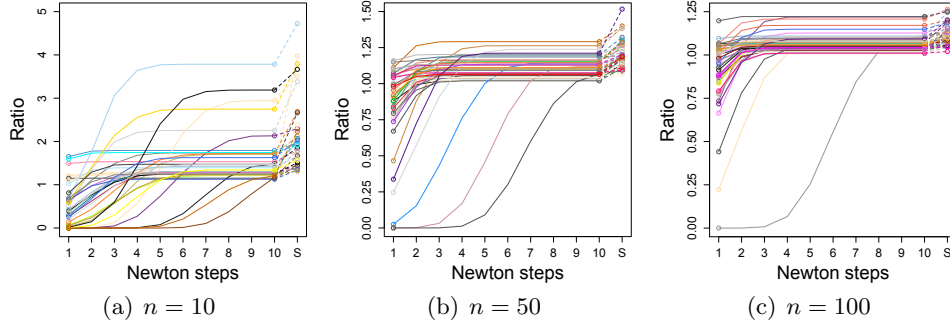 Ratio
5
4
3
2
1
0
1 2 3 4 5 6 7 8 9 10 S
Newton steps
(a) n = 10
Ratio
1.50
1.25
1.00
0.75
0.50
0.25
0.00
1 2 3 4 5 6 7 8 9 10 S
Newton steps
(b) n = 50
Ratio
1.25
1.00
0.75
0.50
0.25
0.00
1 2 3 4 5 6 7 8 9 10 S
Newton steps
(c) n = 100